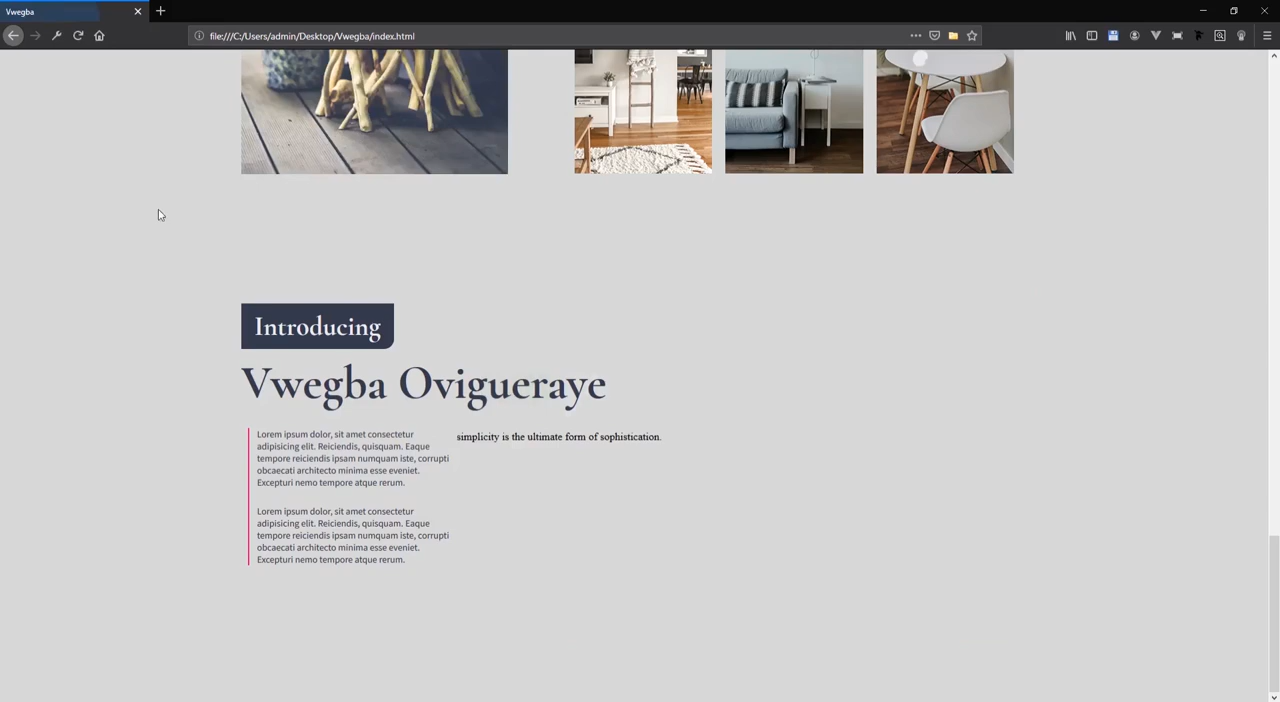 Vwegba
file:///C:/Users/admin/Desktop/Vwegba/index.html
Introducing
Vwegba Ovigueraye
Lorem ipsum dolor, sit amet consectetur
adipisicing elit. Reiciendis, quisquam. Eaque
tempore reiciendis ipsam numquam iste, corrupti
obcaecati architecto minima esse eveniet.
Excepturi nemo tempore atque rerum.
simplicity is the ultimate form of sophistication.
Lorem ipsum dolor, sit amet consectetur
adipisicing elit. Reiciendis, quisquam. Eaque
tempore reiciendis ipsam numquam iste, corrupti
obcaecati architecto minima esse eveniet.
Excepturi nemo tempore atque rerum.